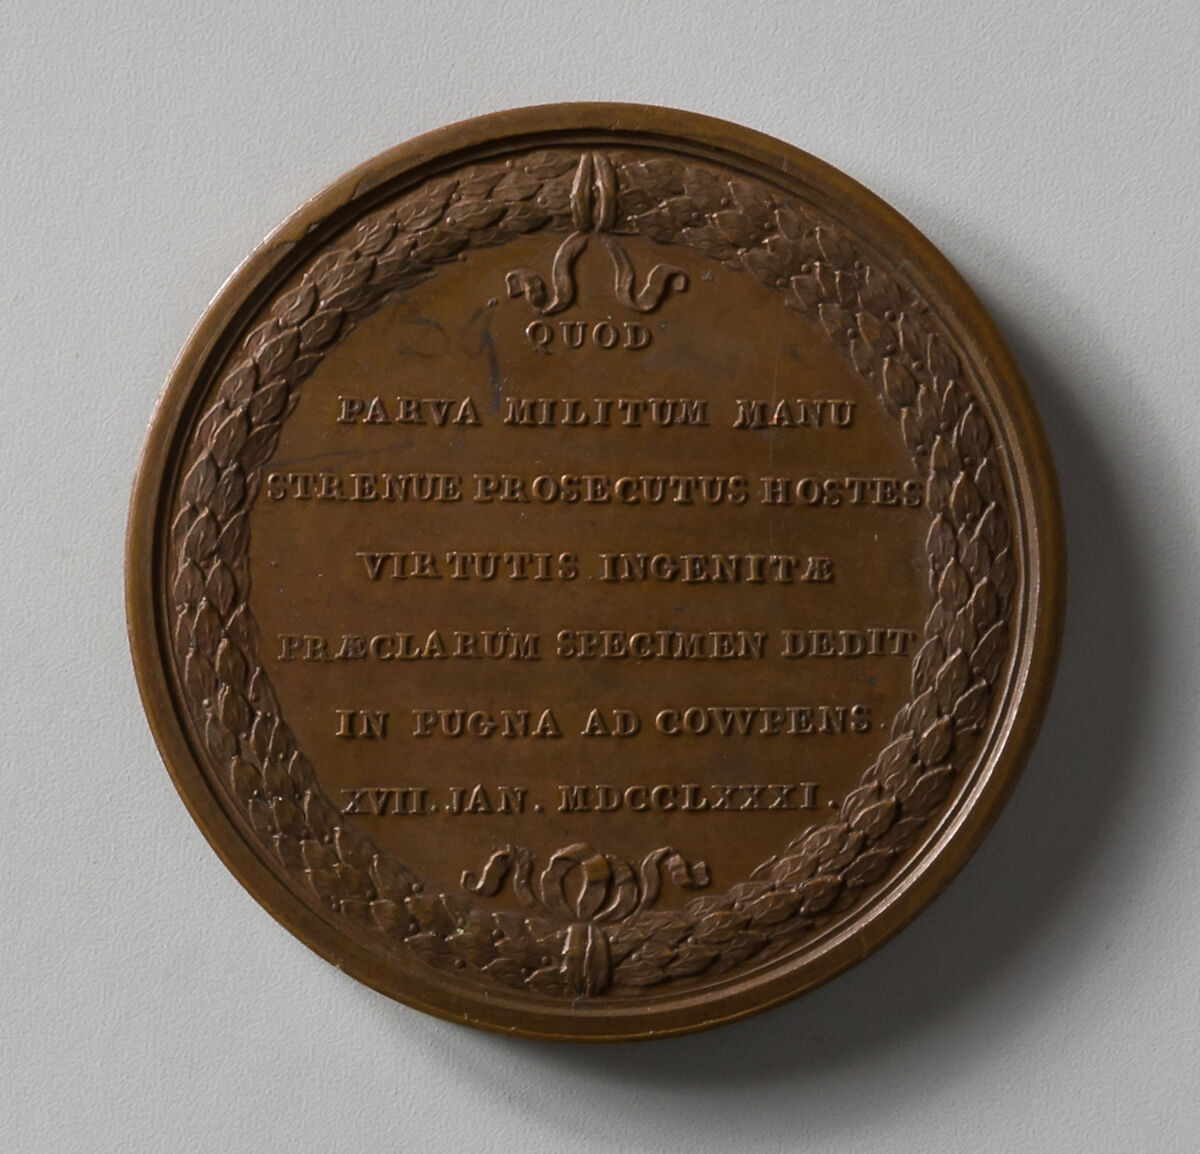 QUOD
PARVA MILITUM MANU
STRENUE PROSECUTUS HOSTES
VIRTUTIS INGENITÆ
PRÆCLARUM SPECIMEN DEDIT
IN PUGNA AD COWPENS
XVII. JAN. MDCCLXXXI.